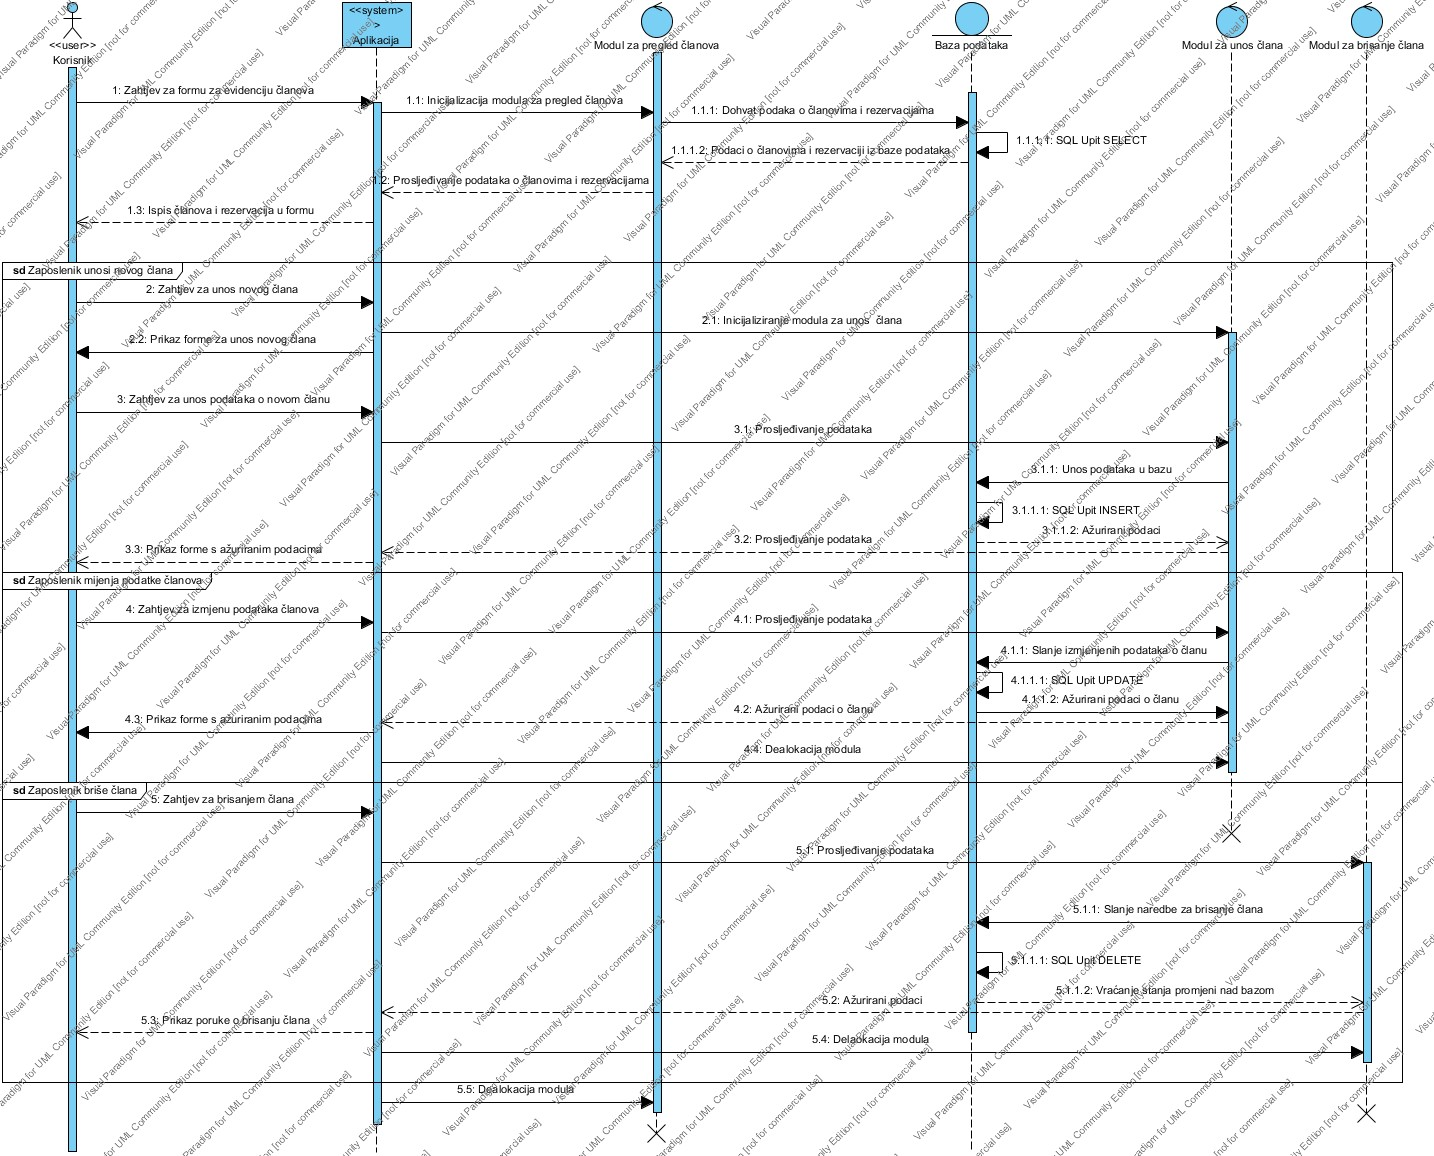 <<user>>
Korisnik
<<system>
>
Aplikacija
Modul za pregled članova
Baza podataka
Modul za unos člana
Modul za brisanje člana
1: Zahtjev za formu za evidenciju članova
1.1: Inicijalizacija modula za pregled članova
1.1.1: Dohvat podaka o članovima i rezervacijama
1.1.1.1: SQL Upit SELECT
1.1.1.2: Podaci o članovima i rezervaciji iz baze podataka
1.2: Prosljeđivanje podataka o članovima i rezervacijama
1.3: Ispis članova i rezervacija u formu
sd Zaposlenik unosi novog člana
2: Zahtjev za unos novog člana
2.1: Inicijaliziranje modula za unos člana
2.2: Prikaz forme za unos novog člana
3: Zahtjev za unos podataka o novom članu
3.1: Prosljeđivanje podataka
3.1.1: Unos podataka u bazu
3.1.1.1: SQL Upit INSERT
3.1.1.2: Ažurirani podaci
3.2: Prosljeđivanje podataka
3.3: Prikaz forme s ažuriranim podacima
sd Zaposlenik mijenja podatke članova
4: Zahtjev za izmjenu podataka članova
4.1: Prosljeđivanje podataka
4.1.1: Slanje izmjenjenih podataka o članu
4.1.1.1: SQL Upit UPDATE
4.1.1.2: Ažurirani podaci o članu
4.2: Ažurirani podaci o članu
4.3: Prikaz forme s ažuriranim podacima
4.4: Dealokacija modula
sd Zaposlenik briše člana
5: Zahtjev za brisanjem člana
5.1: Prosljeđivanje podataka
5.1.1: Slanje naredbe za brisanje člana
5.1.1.1: SQL Upit DELETE
5.1.1.2: Vraćanje stanja promjeni nad bazom
5.2: Ažurirani podaci
5.3: Prikaz poruke o brisanju člana
5.4: Delaokacija modula
5.5: Dealokacija modula
Visual Paradigm for UML Community Edition [not for commercial use]